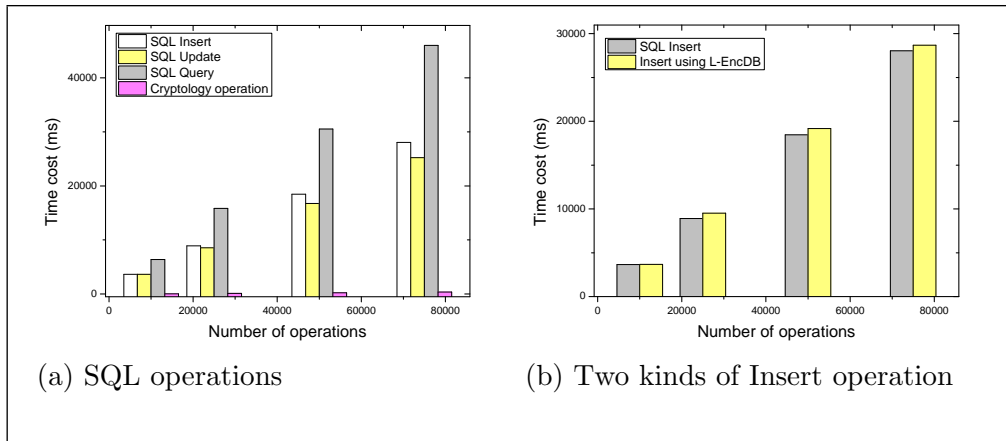 SQL Insert
SQL Update
SQL Query
Cryptology operation
40000
20000
0
Time cost (ms)
0 20000 40000 60000 80000
Number of operations
(a) SQL operations
SQL Insert
Insert using L-EncDB
30000
20000
10000
0
Time cost (ms)
0 20000 40000 60000 80000
Number of operations
(b) Two kinds of Insert operation